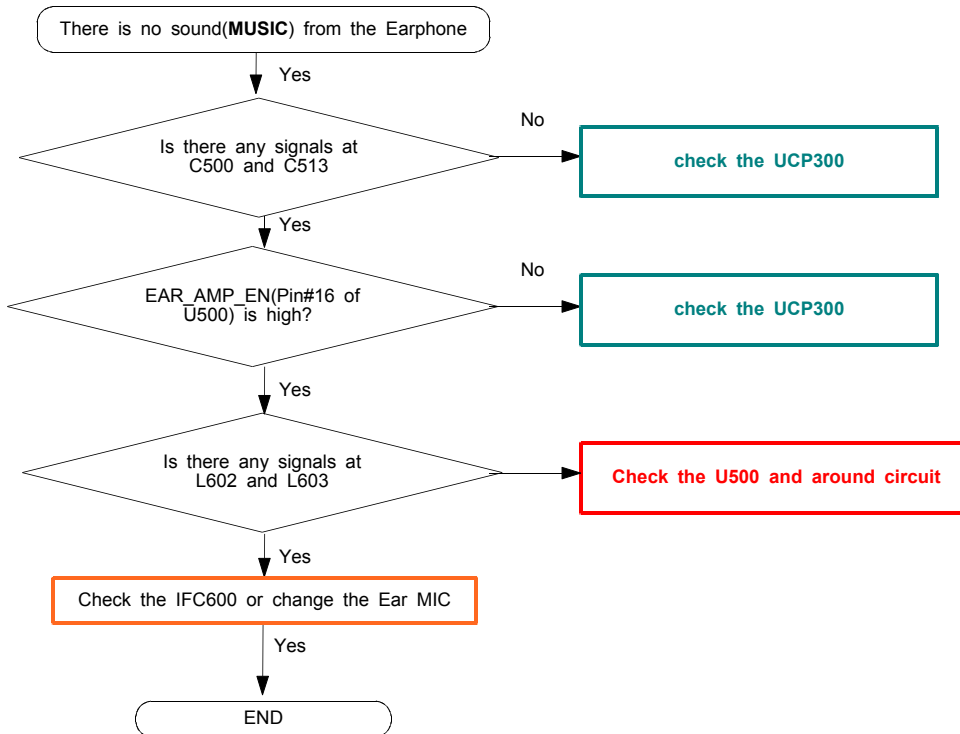 There is no sound(MUSIC) from the Earphone
Yes
Is there any signals at
C500 and C513
No
check the UCP300
Yes
EAR_AMP_EN(Pin#16 of
U500) is high?
No
check the UCP300
Yes
Is there any signals at
L602 and L603
Check the U500 and around circuit
Yes
Check the IFC600 or change the Ear MIC
Yes
END